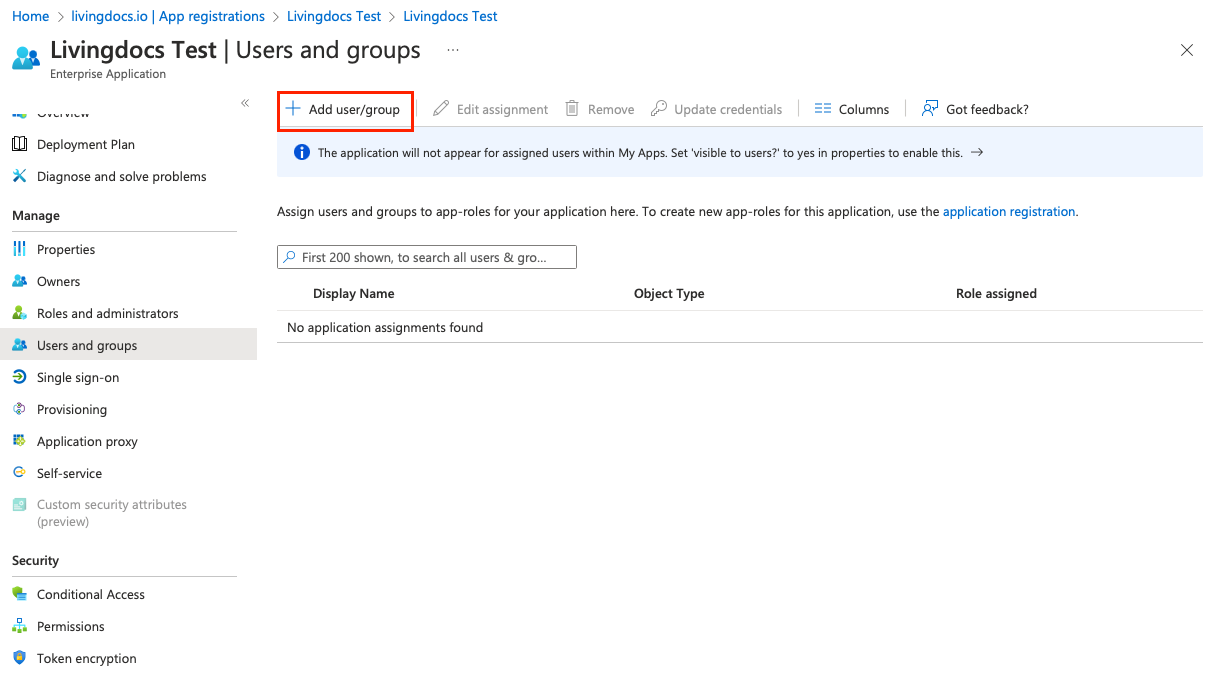 Home > livingdocs.io | App registrations > Livingdocs Test > Livingdocs Test
Livingdocs Test | Users and groups ...
Enterprise Application
«
Overview
Deployment Plan
Diagnose and solve problems
Manage
Properties
Owners
Roles and administrators
Users and groups
Single sign-on
Provisioning
Application proxy
Self-service
Custom security attributes
(preview)
Security
Conditional Access
Permissions
Token encryption
Add user/group | Edit assignment Remove Update credentials | Columns | Got feedback?
The application will not appear for assigned users within My Apps. Set 'visible to users?' to yes in properties to enable this. →
Assign users and groups to app-roles for your application here. To create new app-roles for this application, use the application registration.
First 200 shown, to search all users & gro...
Display Name Object Type Role assigned
No application assignments found